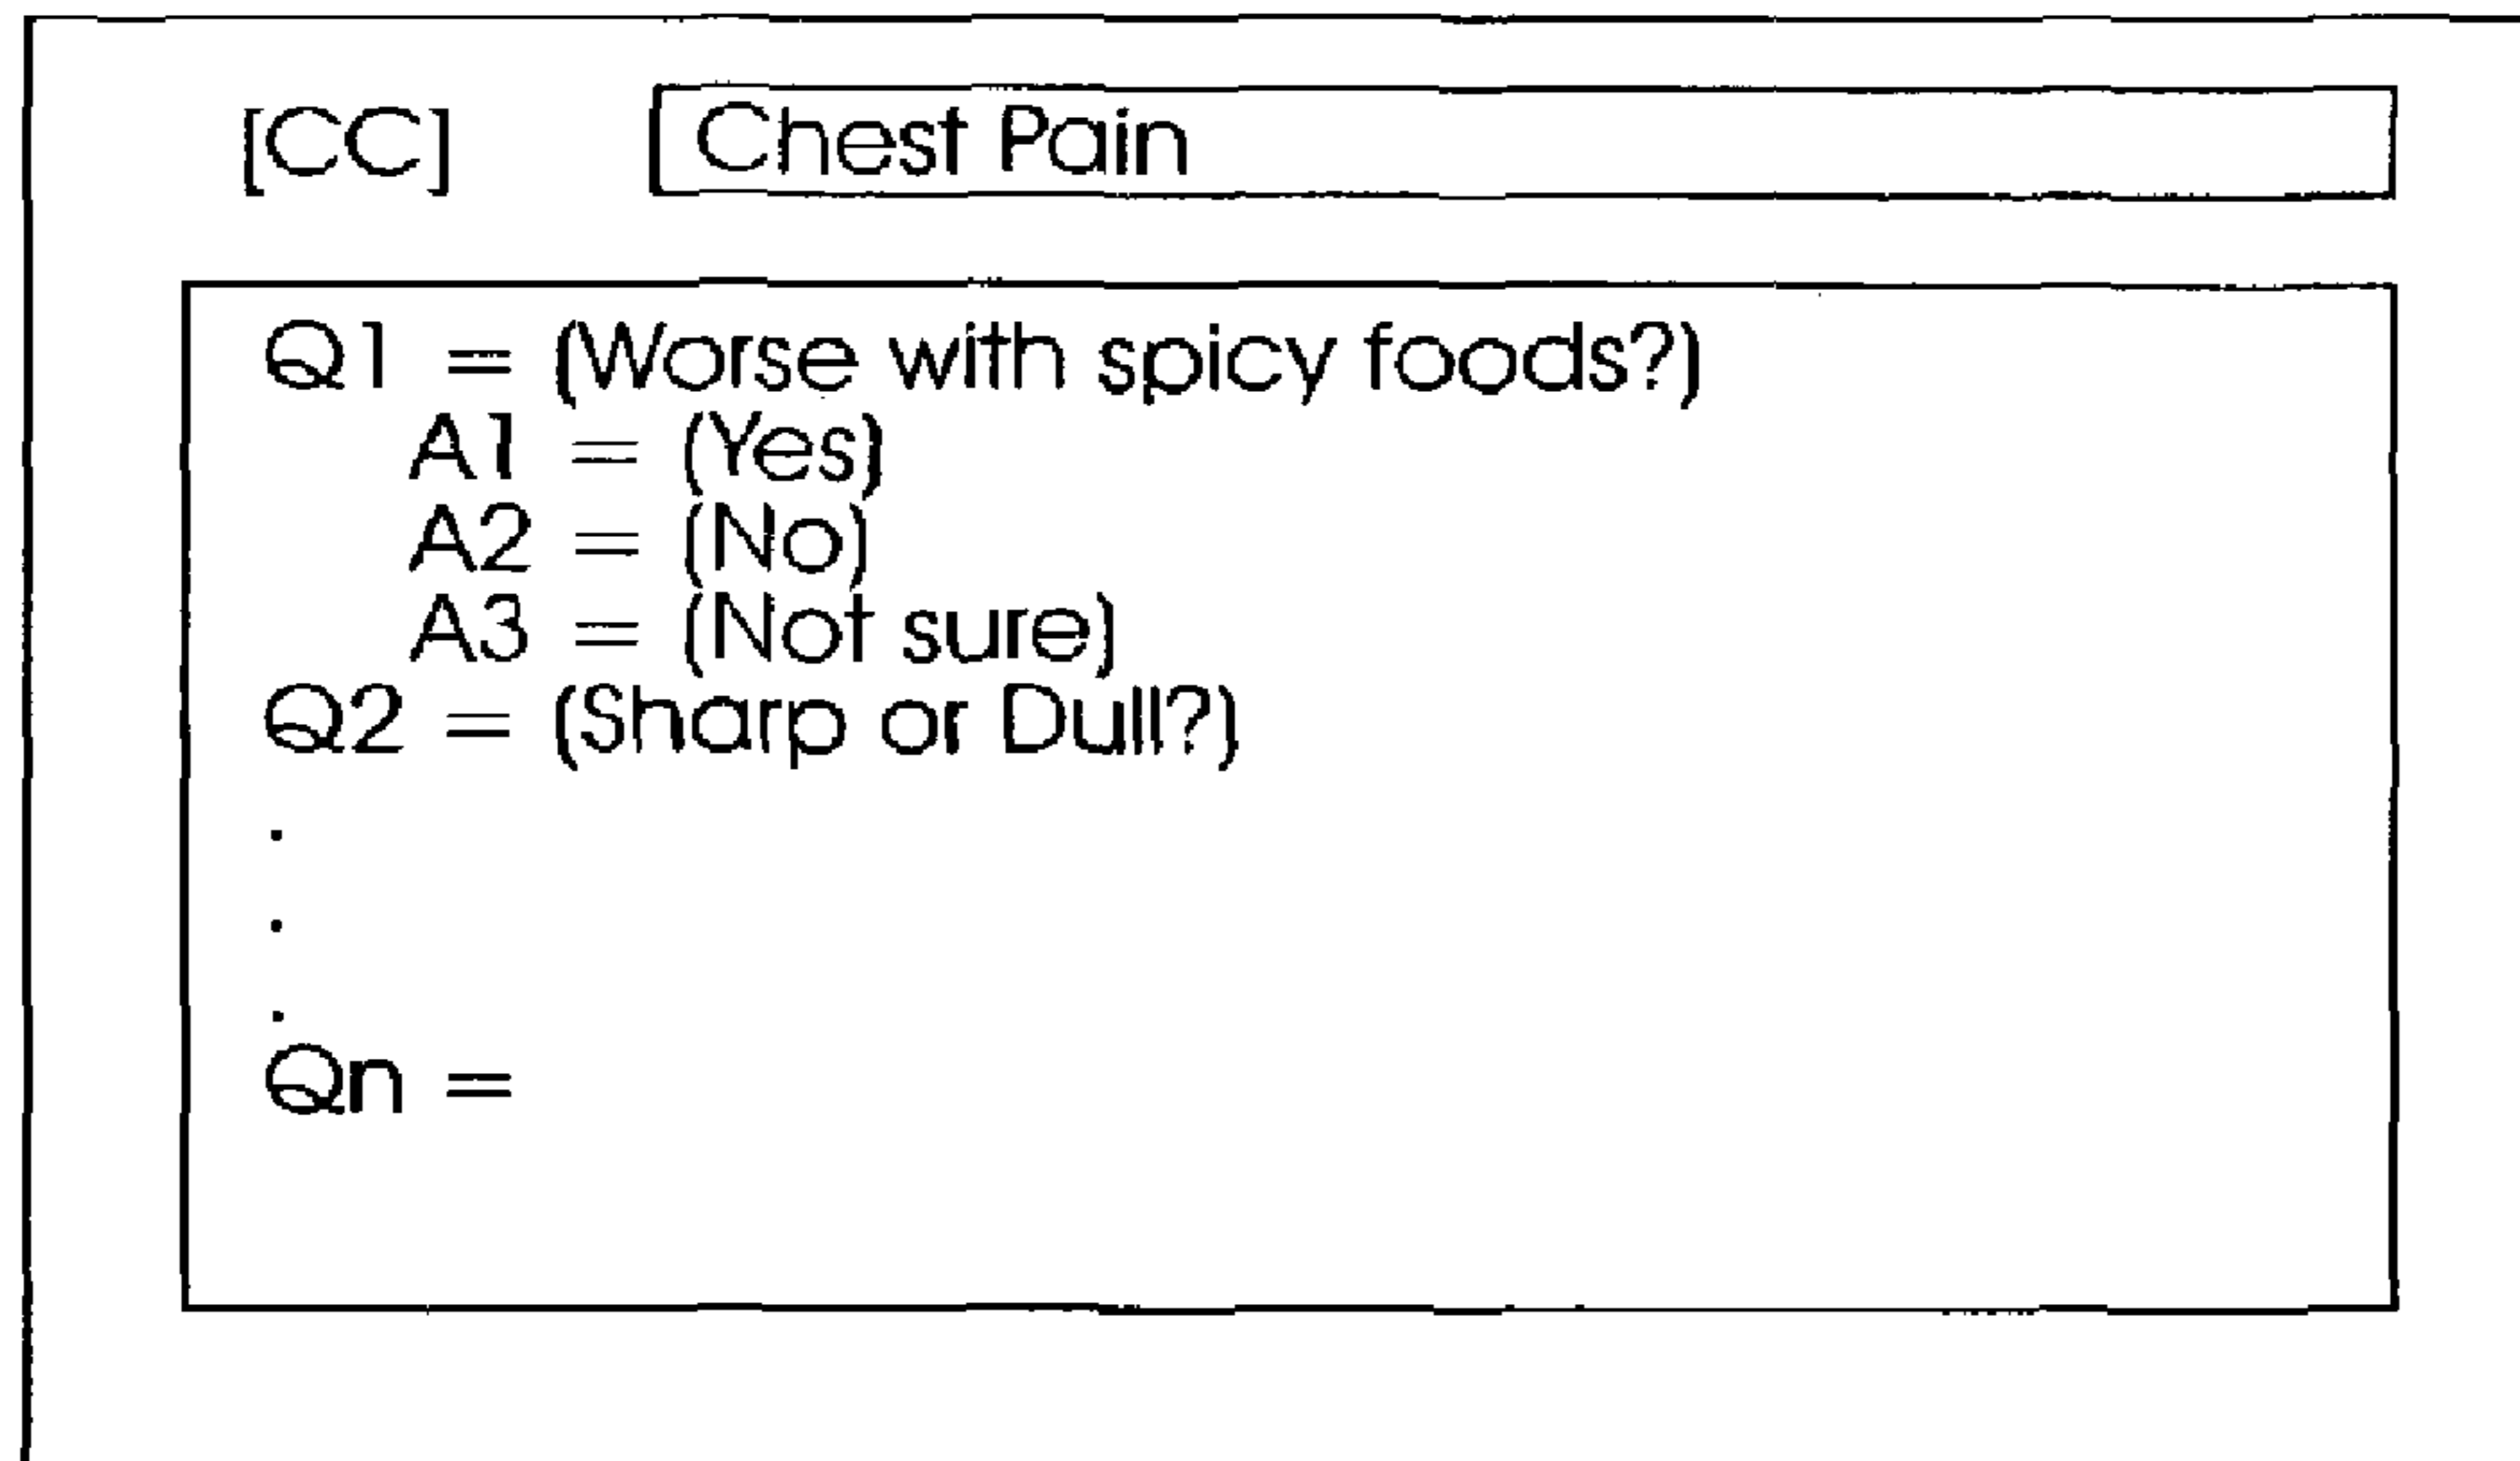 [CC] Chest Pain
Q1 = (Worse with spicy foods?)
A1 = (Yes)
A2 = (No)
A3 = (Not sure)
Q2 = (Sharp or Dull?)
.
.
.
Qn =